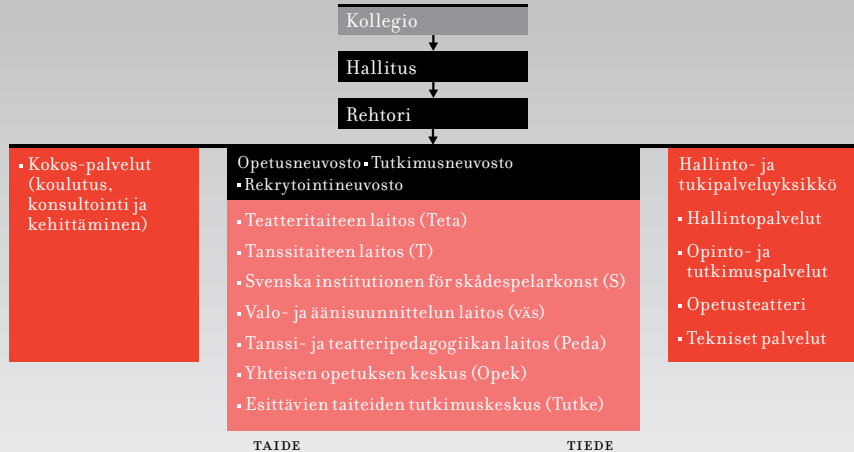 Kollegio
Hallitus
Rehtori
▪ Kokos-palvelut
(koulutus,
konsultointi ja
kehittäminen)
Opetusneuvosto ▪ Tutkimusneuvosto
▪ Rekrytointineuvosto
▪ Teatteritaiteen laitos (Teta)
▪ Tanssitaiteen laitos (T)
▪ Svenska institutionen för skådespelarkonst (S)
▪ Valo- ja äänisuunnittelun laitos (väs)
▪ Tanssi- ja teatteripedagogiikan laitos (Peda)
▪ Yhteisen opetuksen keskus (Opek)
▪ Esittävien taiteiden tutkimuskeskus (Tutke)
Hallinto- ja
tukipalveluyksikkö
▪ Hallintopalvelut
▪ Opinto- ja
tutkimuspalvelut
▪ Opetusteatteri
▪ Tekniset palvelut
TAIDE TIEDE